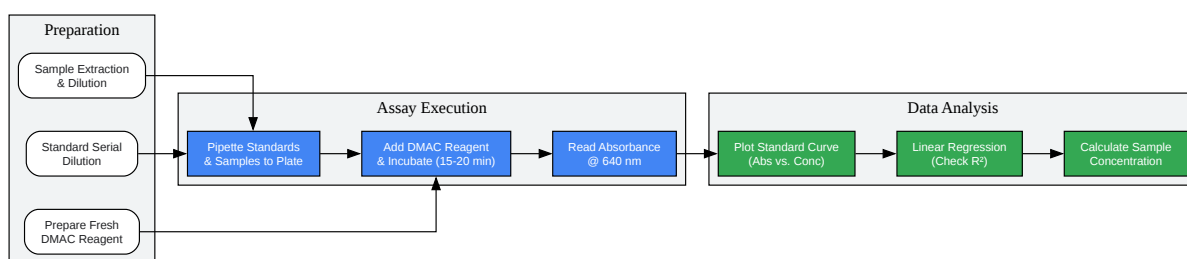 Preparation
Sample Extraction
& Dilution
Standard Serial
Dilution
Prepare Fresh
DMAC Reagent
Assay Execution
Pipette Standards
& Samples to Plate
Add DMAC Reagent
& Incubate (15-20 min)
Read Absorbance
@ 640 nm
Data Analysis
Plot Standard Curve
(Abs vs. Conc)
Linear Regression
(Check R²)
Calculate Sample
Concentration